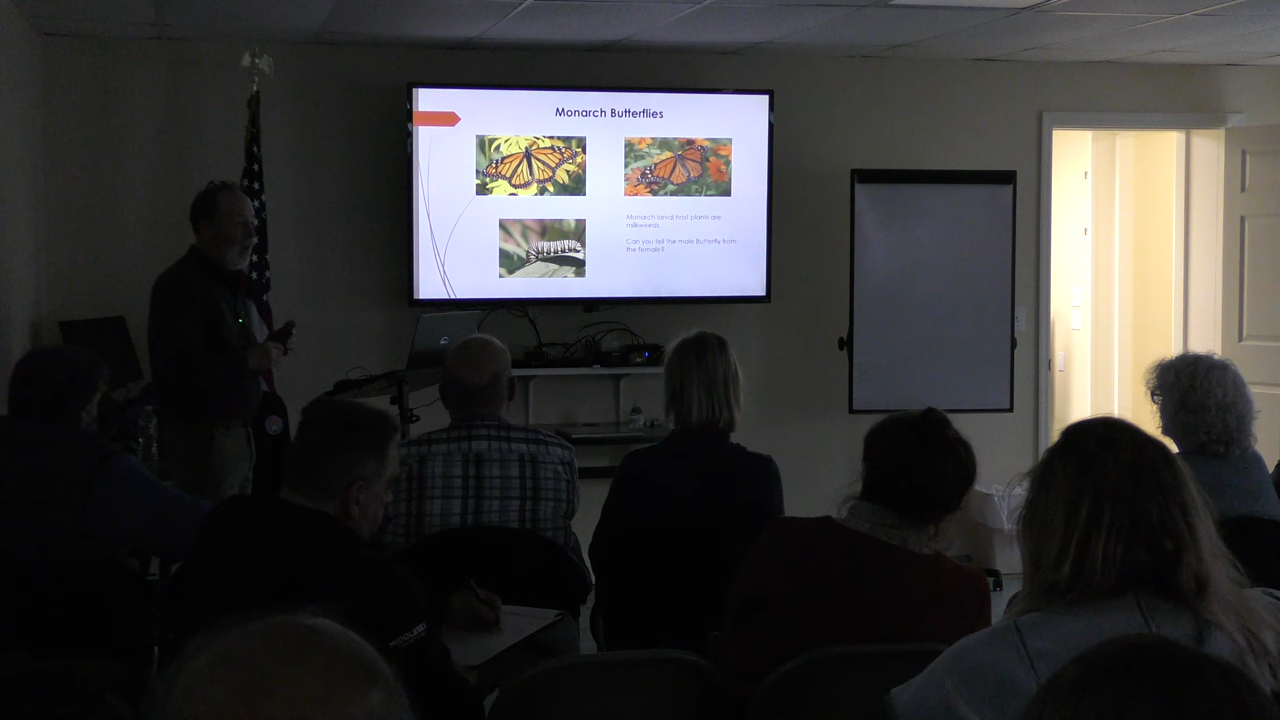 Monarch Butterflies
Monarch larval host plants are
milkweeds
Can you tell the male Butterfly from
the female?